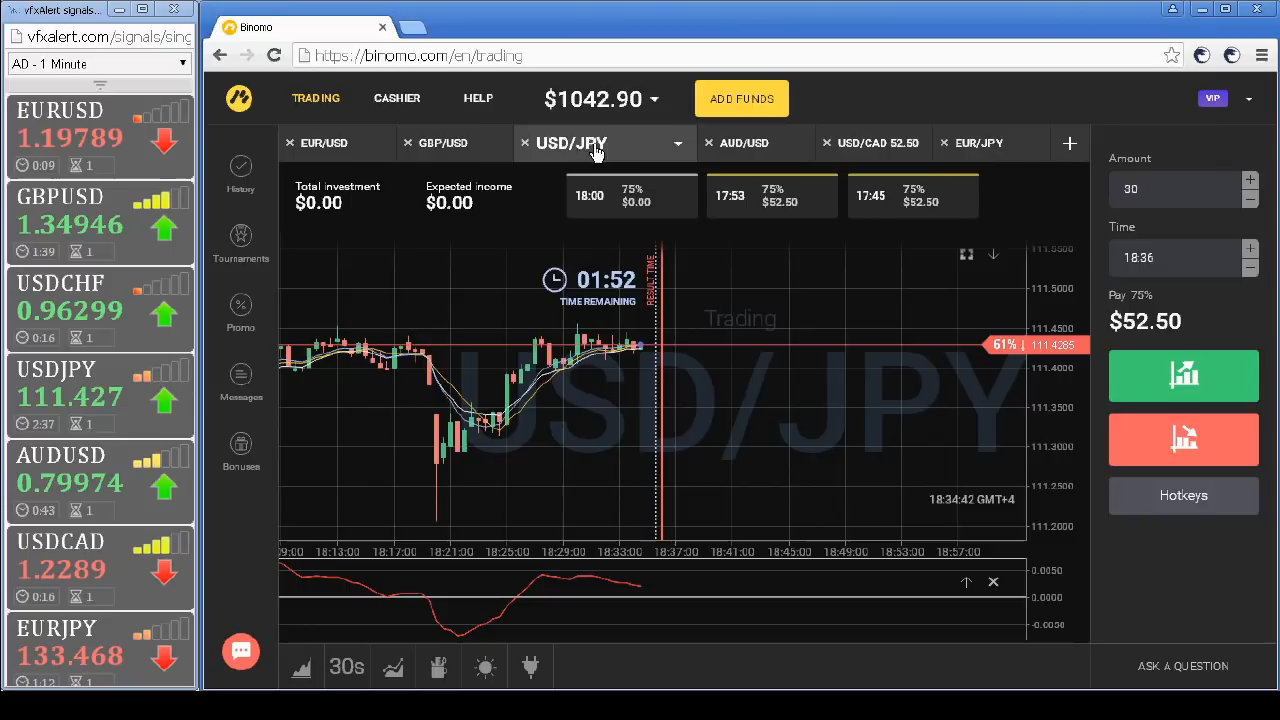 vfxAlert signals...
vfxalert.com/signals/sing
AD - 1 Minute
EURUSD
1.19789
0:09 1
GBPUSD
1.34946
1:39 1
USDCHF
0.96299
0:16 1
USDJPY
111.427
2:37 1
AUDUSD
0.79974
0:43 1
USDCAD
1.2289
0:16 1
EURJPY
133.468
1:12 1
Binomo
https://binomo.com/en/trading
TRADING CASHIER HELP $1042.90 ADD FUNDS VIP
EUR/USD GBP/USD USD/JPY AUD/USD USD/CAD 52.50 EUR/JPY
History
Tournaments
Promo
Messages
Bonuses
Total investment
$0.00
Expected income
$0.00
18:00 75% $0.00
17:53 75% $52.50
17:45 75% $52.50
01:52
TIME REMAINING
RESULT TIME
Trading
USD/JPY
111.5500
111.5000
111.4500
61% ↓ 111.4285
111.4000
111.3500
111.3000
111.2500
111.2000
18:34:42 GMT+4
:09:00 18:13:00 18:17:00 18:21:00 18:25:00 18:29:00 18:33:00 18:37:00 18:41:00 18:45:00 18:49:00 18:53:00 18:57:00
0.0050
0.0000
-0.0050
30s
Amount
30
Time
18:36
Pay 75%
$52.50
Hotkeys
ASK A QUESTION